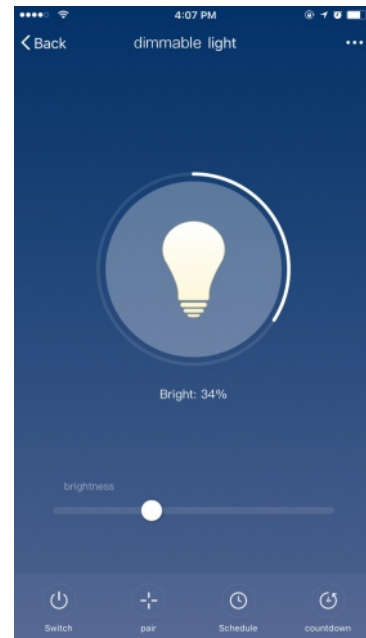 4:07 PM
Back dimmable light
Bright: 34%
brightness
Switch pair Schedule countdown